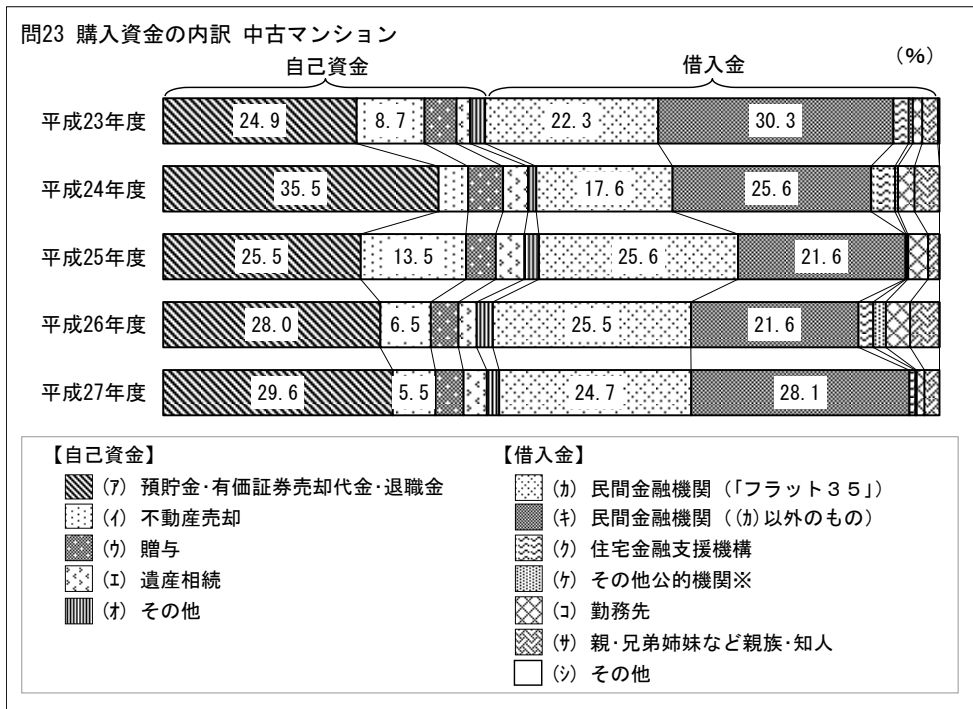 問23 購入資金の内訳 中古マンション
(%)
自己資金 借入金
平成23年度 24.9 8.7 22.3 30.3
平成24年度 35.5 17.6 25.6
平成25年度 25.5 13.5 25.6 21.6
平成26年度 28.0 6.5 25.5 21.6
平成27年度 29.6 5.5 24.7 28.1
【自己資金】
(ｱ) 預貯金･有価証券売却代金･退職金
(ｲ) 不動産売却
(ｳ) 贈与
(ｴ) 遺産相続
(ｵ) その他
【借入金】
(ｶ) 民間金融機関（「フラット３５」）
(ｷ) 民間金融機関（(ｶ)以外のもの）
(ｸ) 住宅金融支援機構
(ｹ) その他公的機関※
(ｺ) 勤務先
(ｻ) 親･兄弟姉妹など親族･知人
(ｼ) その他